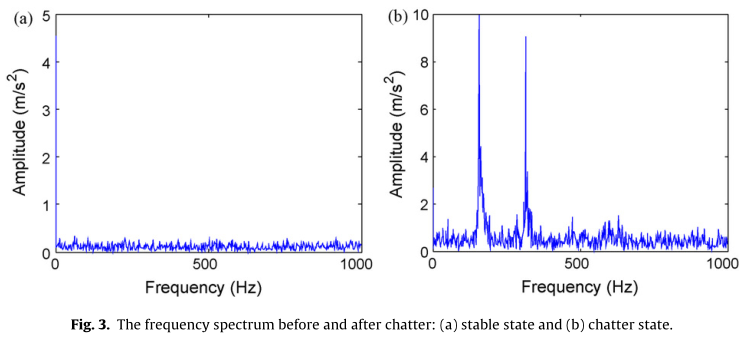 (a)
5
4
3
2
1
0
Amplitude (m/s²)
0 500 1000
Frequency (Hz)
(b)
10
8
6
4
2
0
Amplitude (m/s²)
0 500 1000
Frequency (Hz)
Fig. 3. The frequency spectrum before and after chatter: (a) stable state and (b) chatter state.